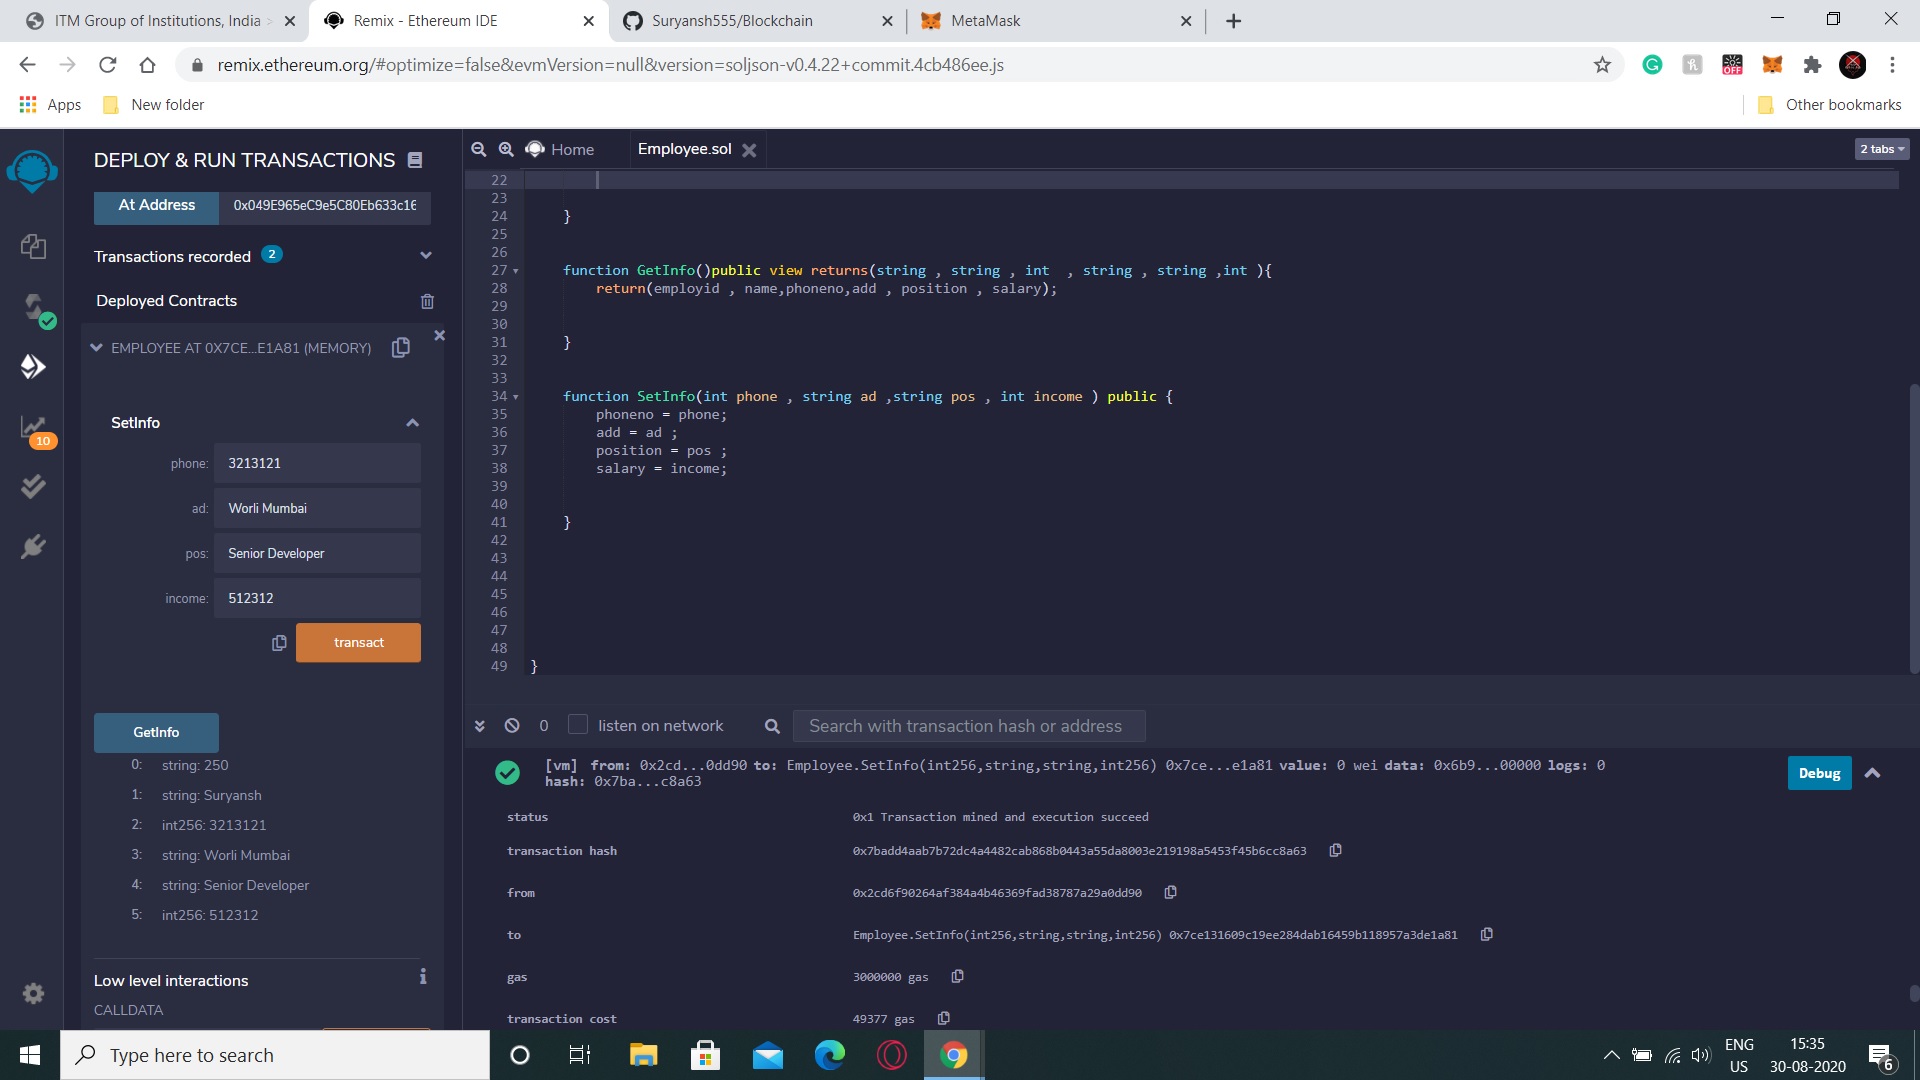 ITM Group of Institutions, India >
Remix - Ethereum IDE
Suryansh555/Blockchain
MetaMask
remix.ethereum.org/#optimize=false&evmVersion=null&version=soljson-v0.4.22+commit.4cb486ee.js
OFF
Apps
New folder
Other bookmarks
DEPLOY & RUN TRANSACTIONS
At Address
0x049E965eC9e5C80Eb633c16
Transactions recorded 2
Deployed Contracts
EMPLOYEE AT 0X7CE...E1A81 (MEMORY)
10
SetInfo
phone: 3213121
ad: Worli Mumbai
pos: Senior Developer
income: 512312
transact
GetInfo
0: string: 250
1: string: Suryansh
2: int256: 3213121
3: string: Worli Mumbai
4: string: Senior Developer
5: int256: 512312
Low level interactions
CALLDATA
Home
Employee.sol
2 tabs
22
23
24 }
25
26
27 function GetInfo()public view returns(string , string , int  , string , string ,int ){
28 return(employid , name,phoneno,add , position , salary);
29
30
31 }
32
33
34 function SetInfo(int phone , string ad ,string pos , int income ) public {
35 phoneno = phone;
36 add = ad ;
37 position = pos ;
38 salary = income;
39
40
41 }
42
43
44
45
46
47
48
49 }
0
listen on network
Search with transaction hash or address
[vm] from: 0x2cd...0dd90 to: Employee.SetInfo(int256,string,string,int256) 0x7ce...e1a81 value: 0 wei data: 0x6b9...00000 logs: 0
hash: 0x7ba...c8a63
Debug
status 0x1 Transaction mined and execution succeed
transaction hash 0x7badd4aab7b72dc4a4482cab868b0443a55da8003e219198a5453f45b6cc8a63
from 0x2cd6f90264af384a4b46369fad38787a29a0dd90
to Employee.SetInfo(int256,string,string,int256) 0x7ce131609c19ee284dab16459b118957a3de1a81
gas 3000000 gas
transaction cost 49377 gas
Type here to search
ENG
US
15:35
30-08-2020
6